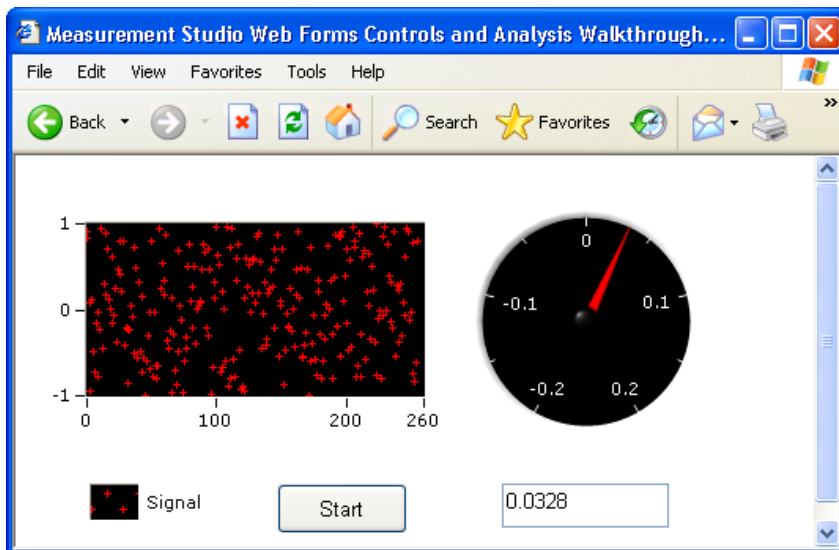 Measurement Studio Web Forms Controls and Analysis Walkthrough...
File Edit View Favorites Tools Help
Back Search Favorites »
1
0
-1
0 100 200 260
0
-0.1 0.1
-0.2 0.2
Signal
Start
0.0328